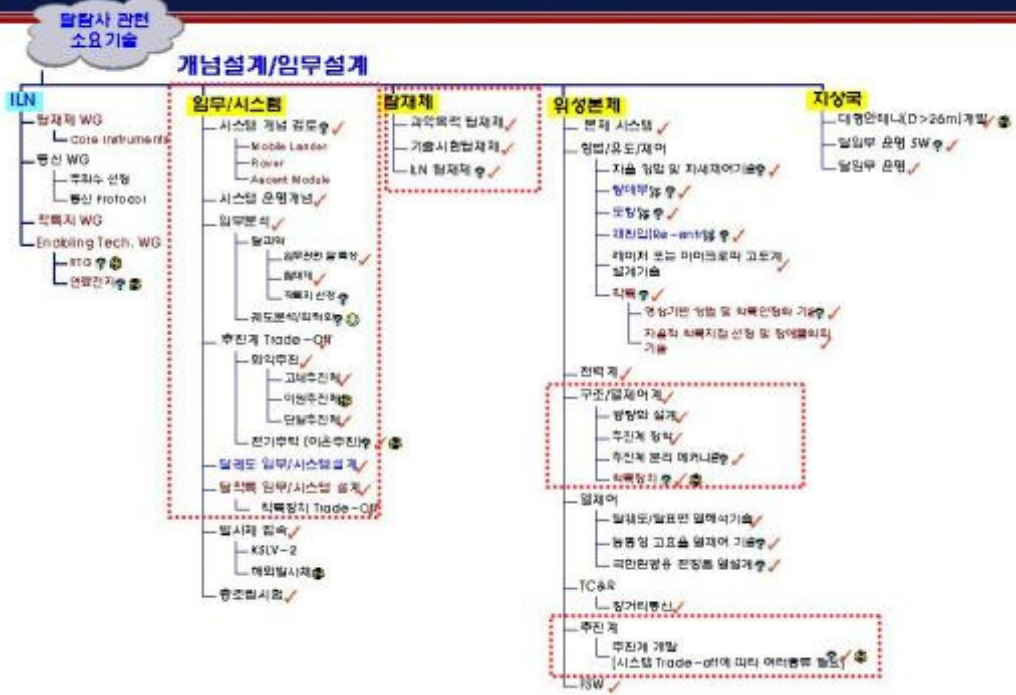 달탐사 관련
소요기술
개념설계/임무설계
ILN
탑재체 WG
Core Instruments
통신 WG
주파수 선정
통신 Protocol
착륙지 WG
Enabling Tech. WG
RTG
연료전지
임무/시스템
시스템 개념 검토
Mobile Lander
Rover
Ascent Module
시스템 운영개념
임무분석
달과학
임무관련 달 특성
탑재체
착륙지 선정
궤도분석/최적화
추진계 Trade-Off
화학추진
고체추진체
이원추진체
단일추진체
전기추력 (이온추진)
달궤도 임무/시스템설계
달착륙 임무/시스템 설계
착륙장치 Trade-Off
발사체 접속
KSLV-2
해외발사체
총조립시험
탑재체
과학목적 탑재체
기술시험탑재체
ILN 탑재체
위성본체
본체 시스템
항법/유도/제어
자율 항법 및 자세제어기술
랑데부
도킹
재진입(Re-entry)
레이저 또는 마이크로파 고도계
설계기술
착륙
영상기반 항법 및 착륙안정화 기술
자율적 착륙지점 선정 및 장애물회피
기술
전력계
구조/열제어계
경량화 설계
추진계 장착
추진계 분리 메커니즘
착륙장치
열제어
달궤도/달표면 열해석기술
능동형 고효율 열제어 기술
극한환경용 전장품 열설계
TC&R
장거리통신
추진계
추진계 개발
(시스템 Trade-off에 따라 여러종류 필요)
FSW
지상국
대형안테나(D>26m)개발
달임무 운영 SW
달임무 운영